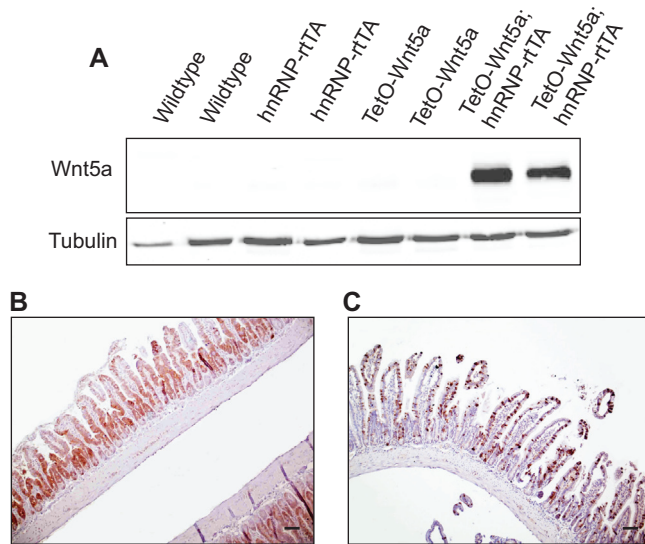 A
Wildtype
Wildtype
hnRNP-rtTA
hnRNP-rtTA
TetO-Wnt5a
TetO-Wnt5a
TetO-Wnt5a;
hnRNP-rtTA
TetO-Wnt5a;
hnRNP-rtTA
Wnt5a
Tubulin
B
C